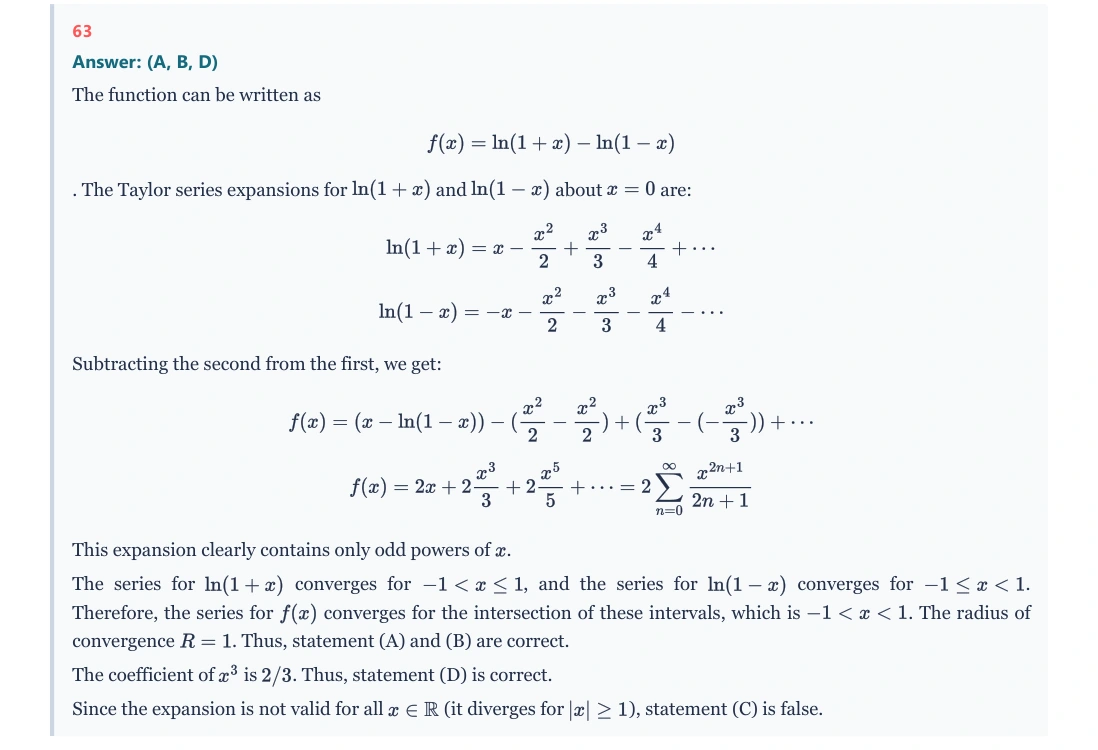 63
Answer: (A, B, D)
The function can be written as
f(x) = ln(1 + x) − ln(1 − x)
. The Taylor series expansions for ln(1 + x) and ln(1 − x) about x = 0 are:
ln(1 + x) = x − x²/2 + x³/3 − x⁴/4 + ⋯
ln(1 − x) = −x − x²/2 − x³/3 − x⁴/4 − ⋯
Subtracting the second from the first, we get:
f(x) = (x − ln(1 − x)) − (x²/2 − x²/2) + (x³/3 − (−x³/3)) + ⋯
f(x) = 2x + 2 x³/3 + 2 x⁵/5 + ⋯ = 2 ∑_{n=0}^{∞} x^{2n+1}/(2n + 1)
This expansion clearly contains only odd powers of x.
The series for ln(1 + x) converges for −1 < x ≤ 1, and the series for ln(1 − x) converges for −1 ≤ x < 1.
Therefore, the series for f(x) converges for the intersection of these intervals, which is −1 < x < 1. The radius of
convergence R = 1. Thus, statement (A) and (B) are correct.
The coefficient of x³ is 2/3. Thus, statement (D) is correct.
Since the expansion is not valid for all x ∈ ℝ (it diverges for |x| ≥ 1), statement (C) is false.